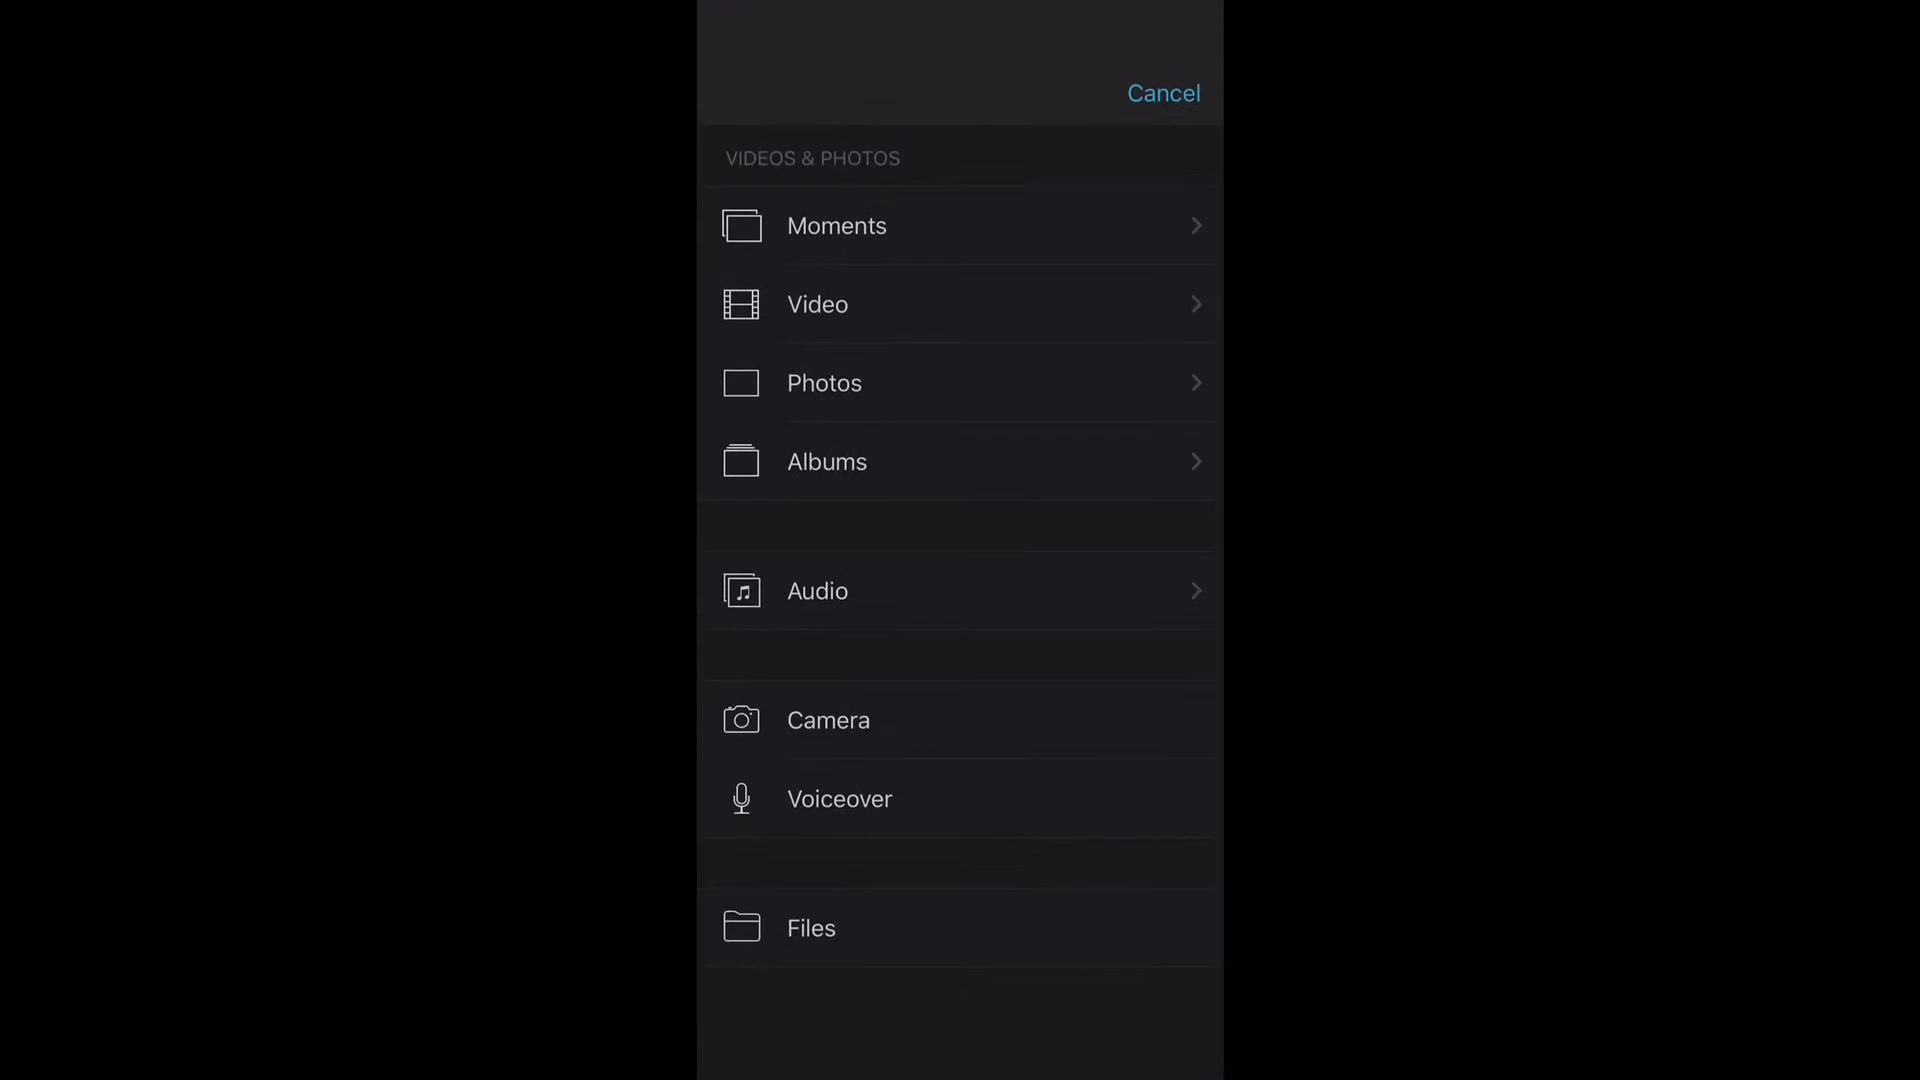 Cancel
VIDEOS & PHOTOS
Moments
Video
Photos
Albums
Audio
Camera
Voiceover
Files